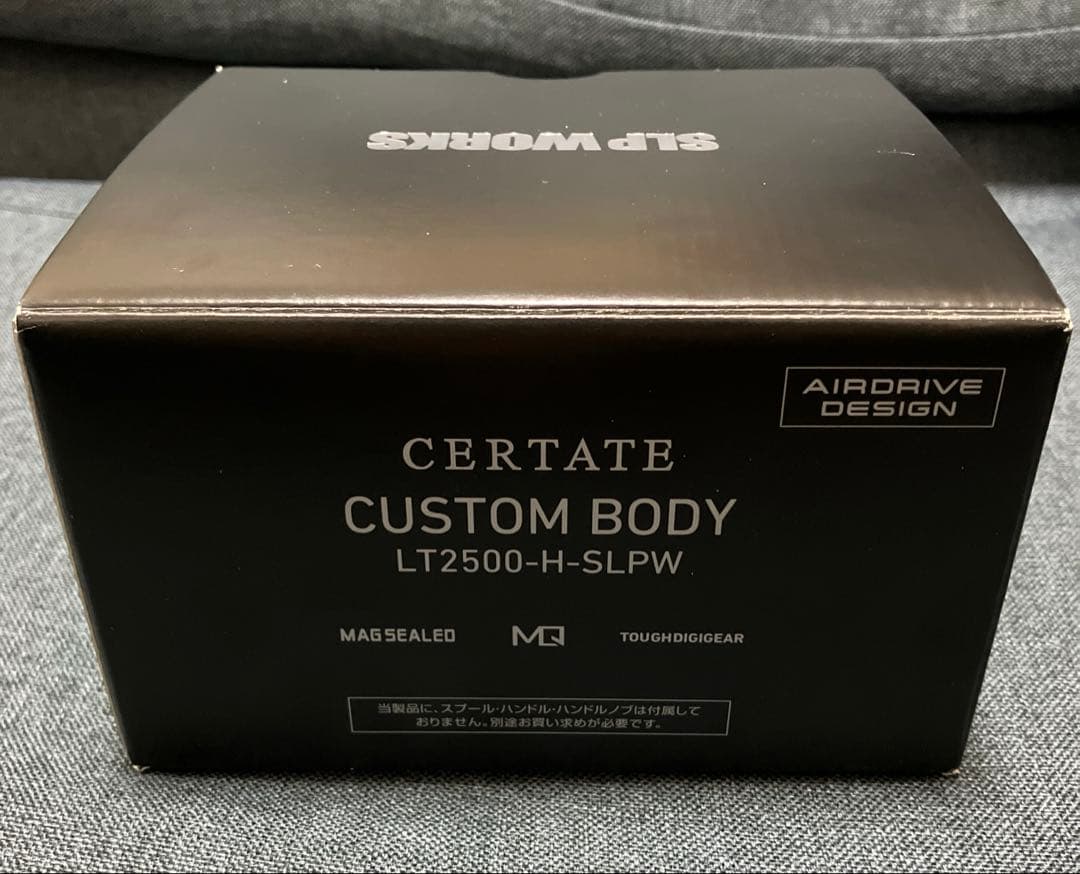 SLP WORKS
AIRDRIVE
DESIGN
CERTATE
CUSTOM BODY
LT2500-H-SLPW
MAGSEALED MQ TOUGHDIGIGEAR
当製品に、スプール・ハンドル・ハンドルノブは付属して
おりません。別途お買い求めが必要です。